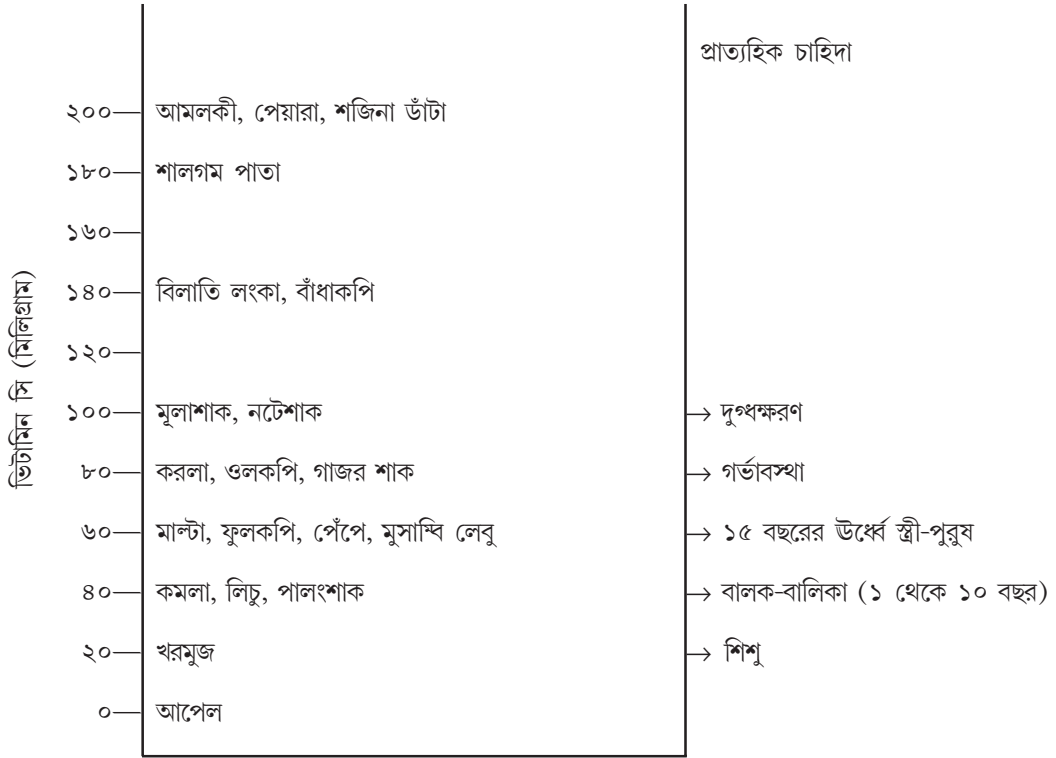 প্রাত্যহিক চাহিদা
২০০ আমলকী, পেয়ারা, শজিনা ডাঁটা
১৮০ শালগম পাতা
১৬০
১৪০ বিলাতি লংকা, বাঁধাকপি
১২০
১০০ মূলাশাক, নটেশাক → দুগ্ধক্ষরণ
৮০ করলা, ওলকপি, গাজর শাক → গর্ভাবস্থা
৬০ মাল্টা, ফুলকপি, পেঁপে, মুসাম্বি লেবু → ১৫ বছরের ঊর্ধ্বে স্ত্রী-পুরুষ
৪০ কমলা, লিচু, পালংশাক → বালক-বালিকা (১ থেকে ১০ বছর)
২০ খরমুজ → শিশু
০ আপেল
ভিটামিন সি (মিলিগ্রাম)